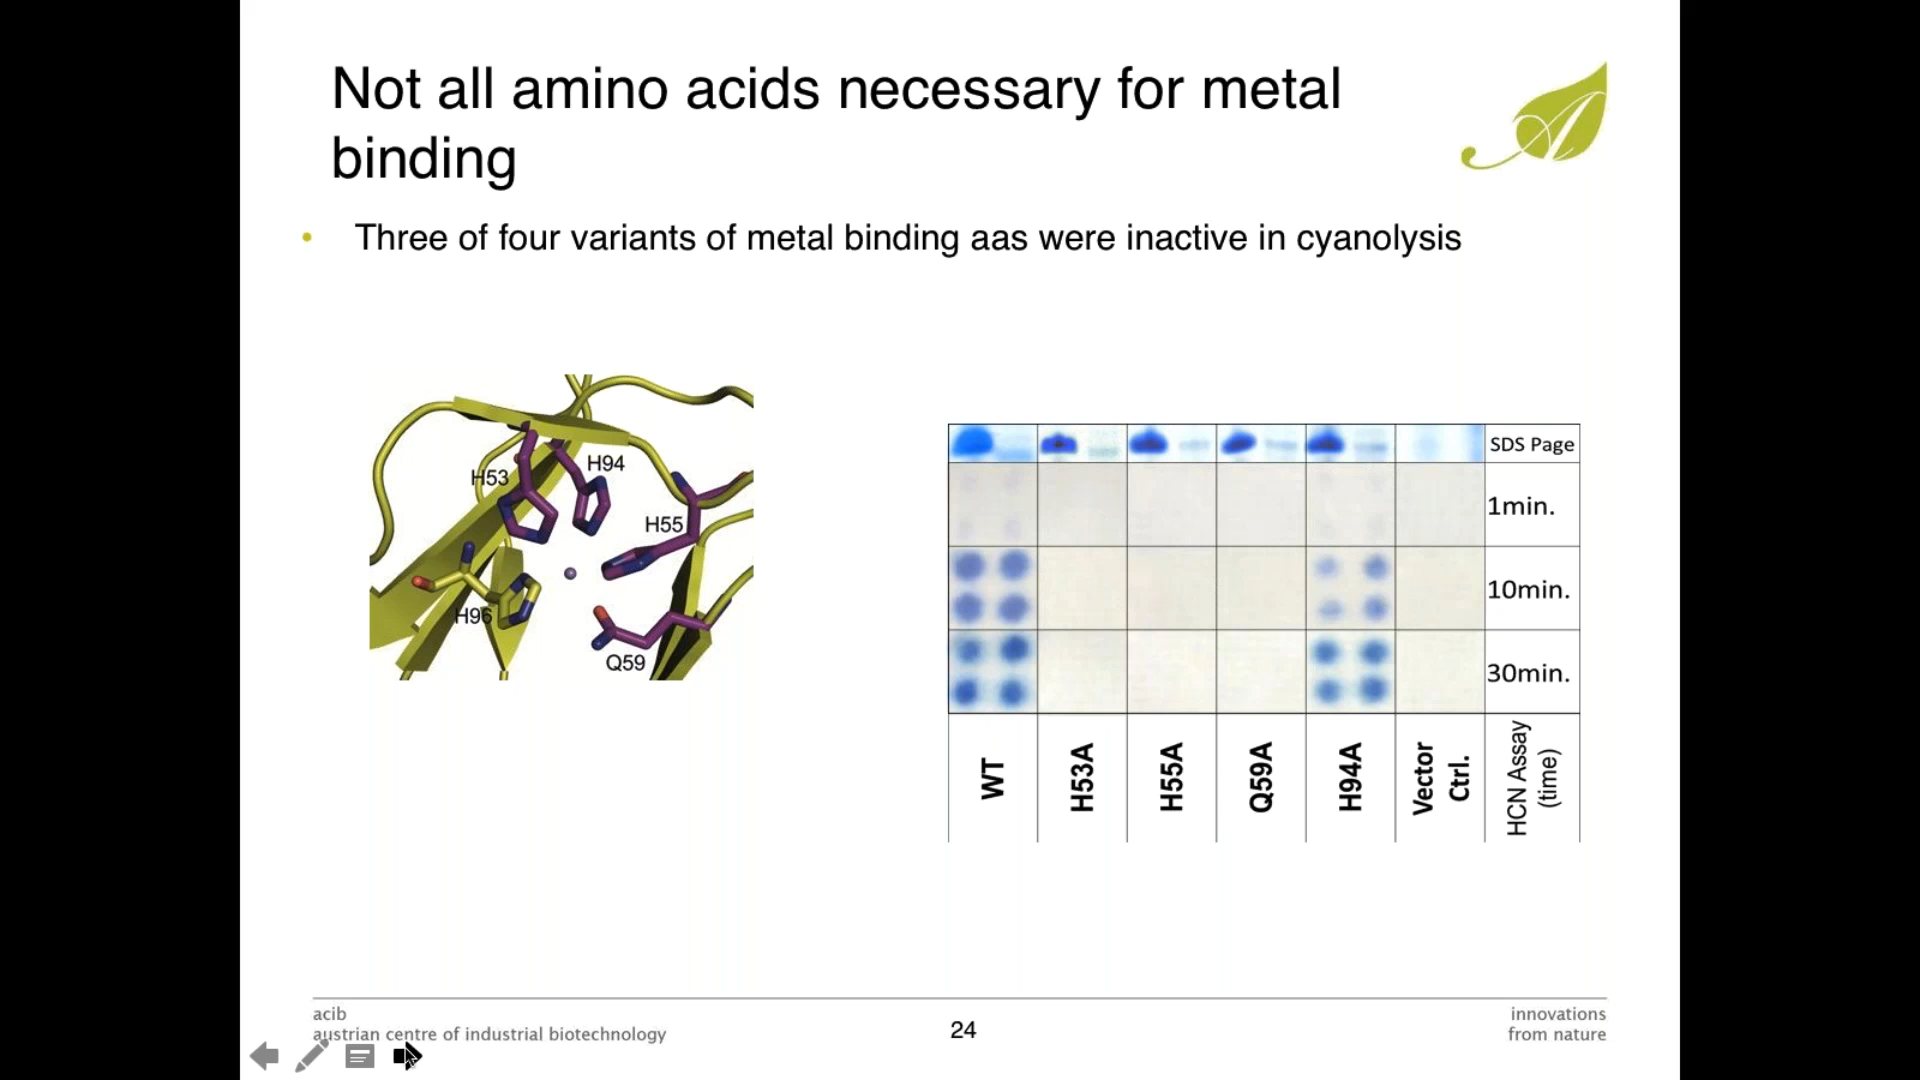 Not all amino acids necessary for metal
binding
• Three of four variants of metal binding aas were inactive in cyanolysis
H53
H94
H55
H96
Q59
SDS Page
1min.
10min.
30min.
WT
H53A
H55A
Q59A
H94A
Vector
Ctrl.
HCN Assay
(time)
acib
austrian centre of industrial biotechnology
24
innovations
from nature